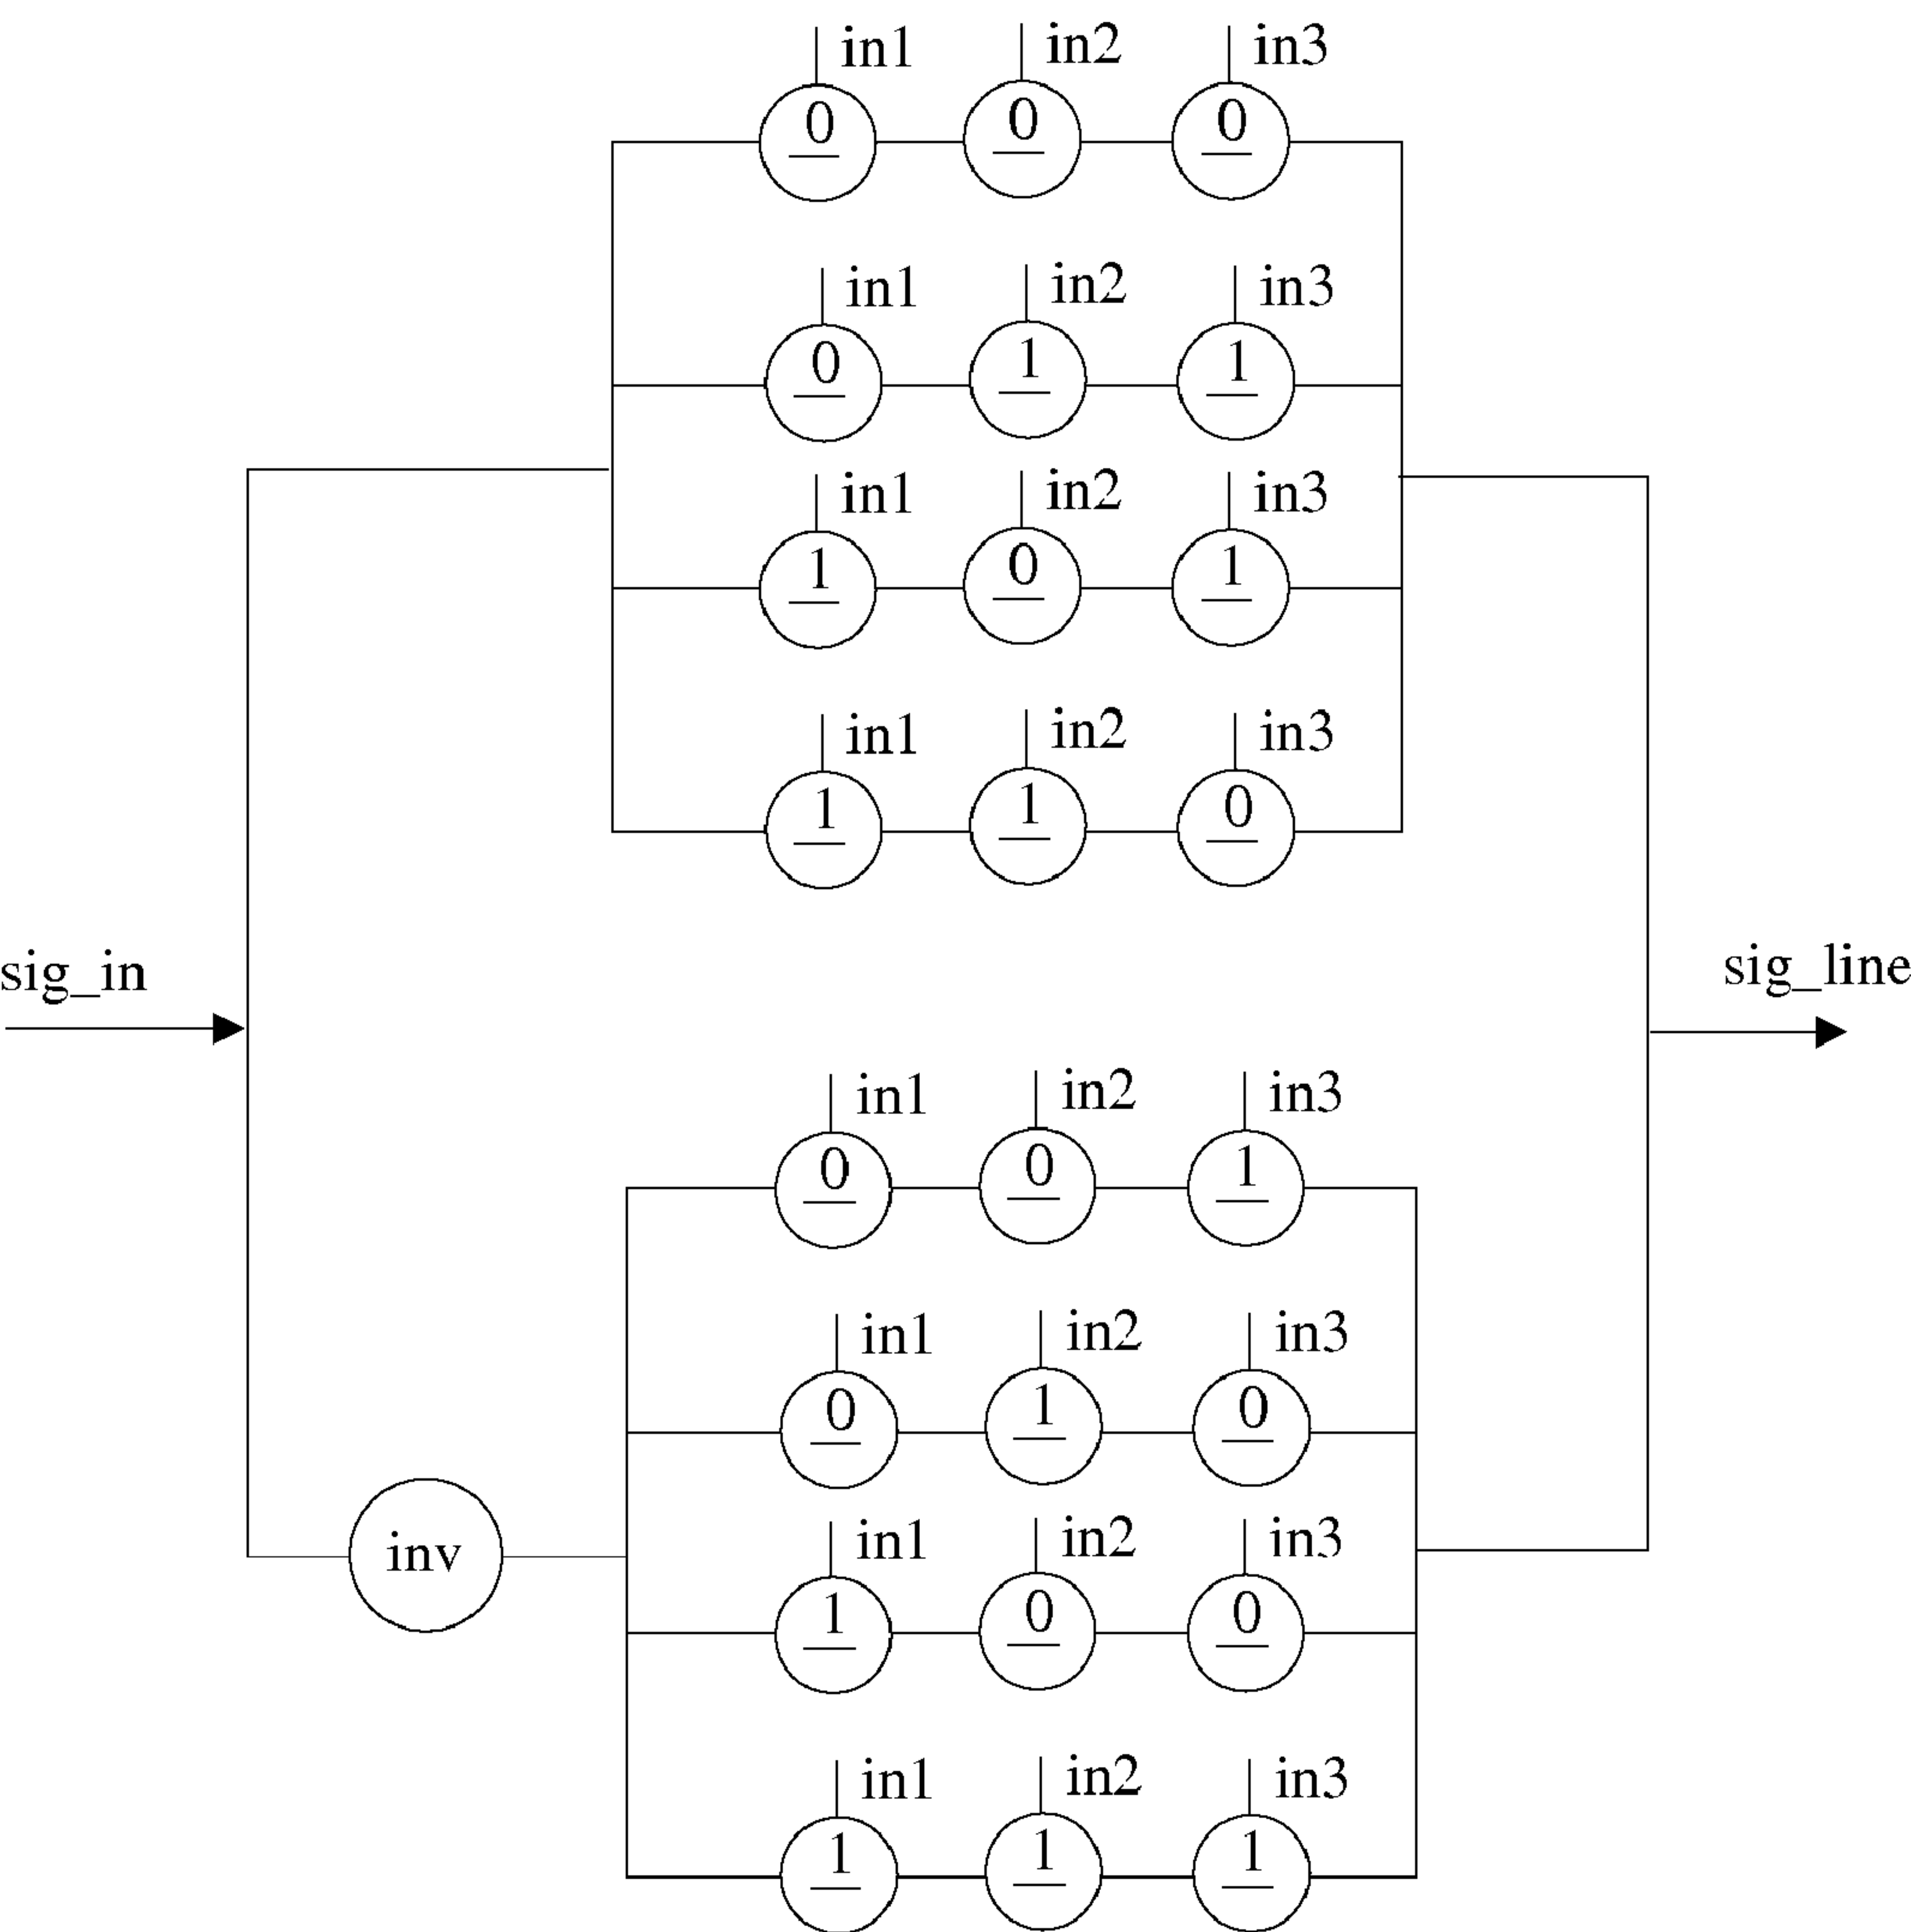 in1 in2 in3
0 0 0
in1 in2 in3
0 1 1
in1 in2 in3
1 0 1
in1 in2 in3
1 1 0
sig_in sig_line
in1 in2 in3
0 0 1
in1 in2 in3
0 1 0
in1 in2 in3
inv
1 0 0
in1 in2 in3
1 1 1